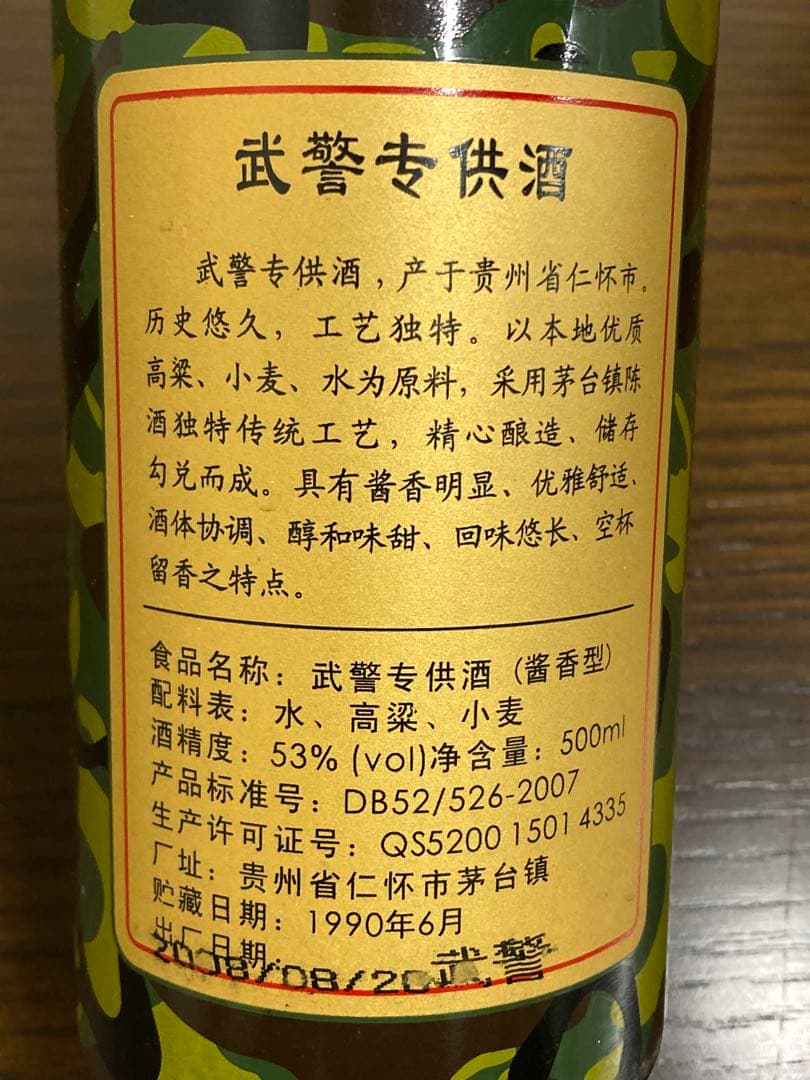 武警专供酒
武警专供酒，产于贵州省仁怀市。
历史悠久，工艺独特。以本地优质
高粱、小麦、水为原料，采用茅台镇陈
酒独特传统工艺，精心酿造、储存
勾兑而成。具有酱香明显、优雅舒适、
酒体协调、醇和味甜、回味悠长、空杯
留香之特点。
食品名称：武警专供酒（酱香型）
配料表：水、高粱、小麦
酒精度：53% (vol)净含量：500ml
产品标准号：DB52/526-2007
生产许可证号：QS5200 1501 4335
厂址：贵州省仁怀市茅台镇
贮藏日期：1990年6月
出厂日期：
2008/08/20武警